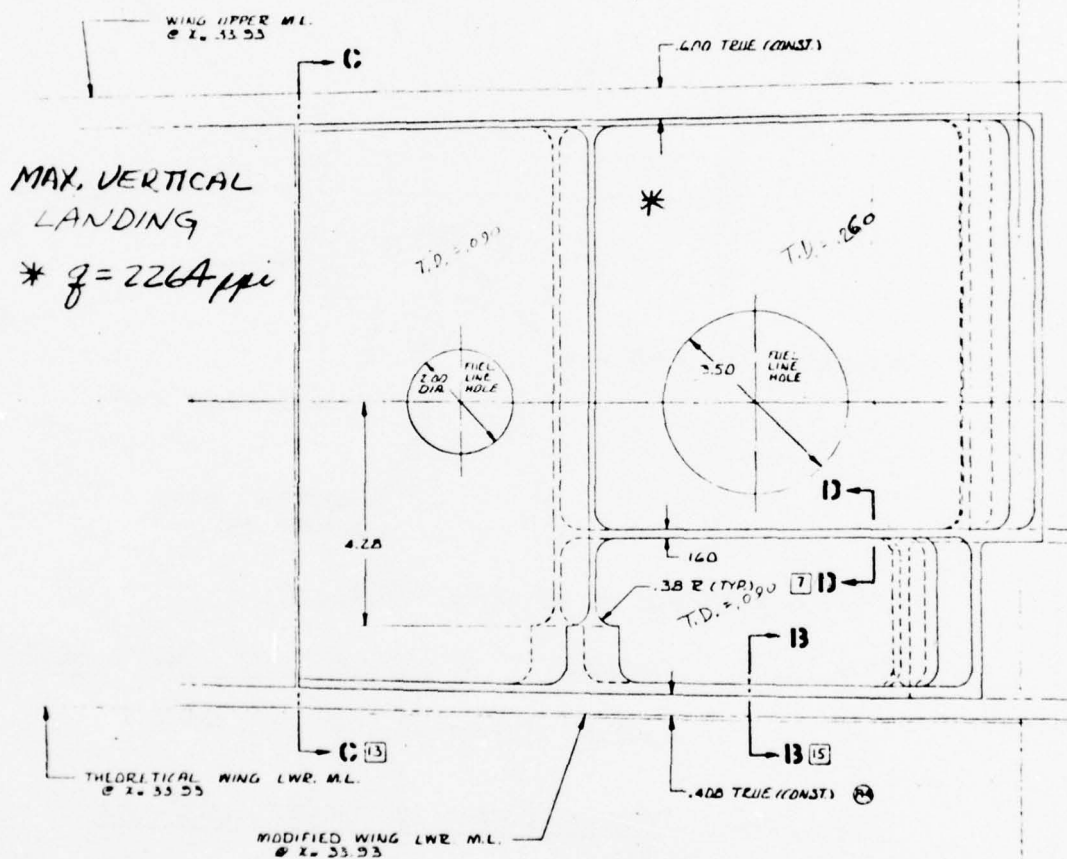 WING UPPER M.L.
@ X= 33.93
C
.600 TRUE (CONST.)
MAX. VERTICAL
LANDING
* q = 2264 ppi
*
T.D. = .090
T.D. = .260
2.00
DIA
FUEL
LINE
HOLE
3.50
FUEL
LINE
HOLE
D
4.28
.160
.38 R (TYP.)
7 D
T.D. = .090
B
C 13
B 15
THEORETICAL WING LWR. M.L.
@ X= 33.93
.408 TRUE (CONST.)
MODIFIED WING LWR M.L.
@ X= 33.93